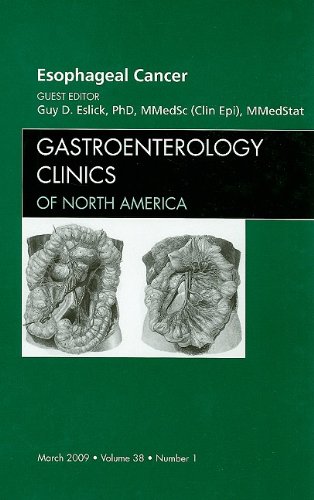 Esophageal Cancer
GUEST EDITOR
Guy D. Eslick, PhD, MMedSc (Clin Epi), MMedStat
GASTROENTEROLOGY
CLINICS
OF NORTH AMERICA
March 2009 • Volume 38 • Number 1